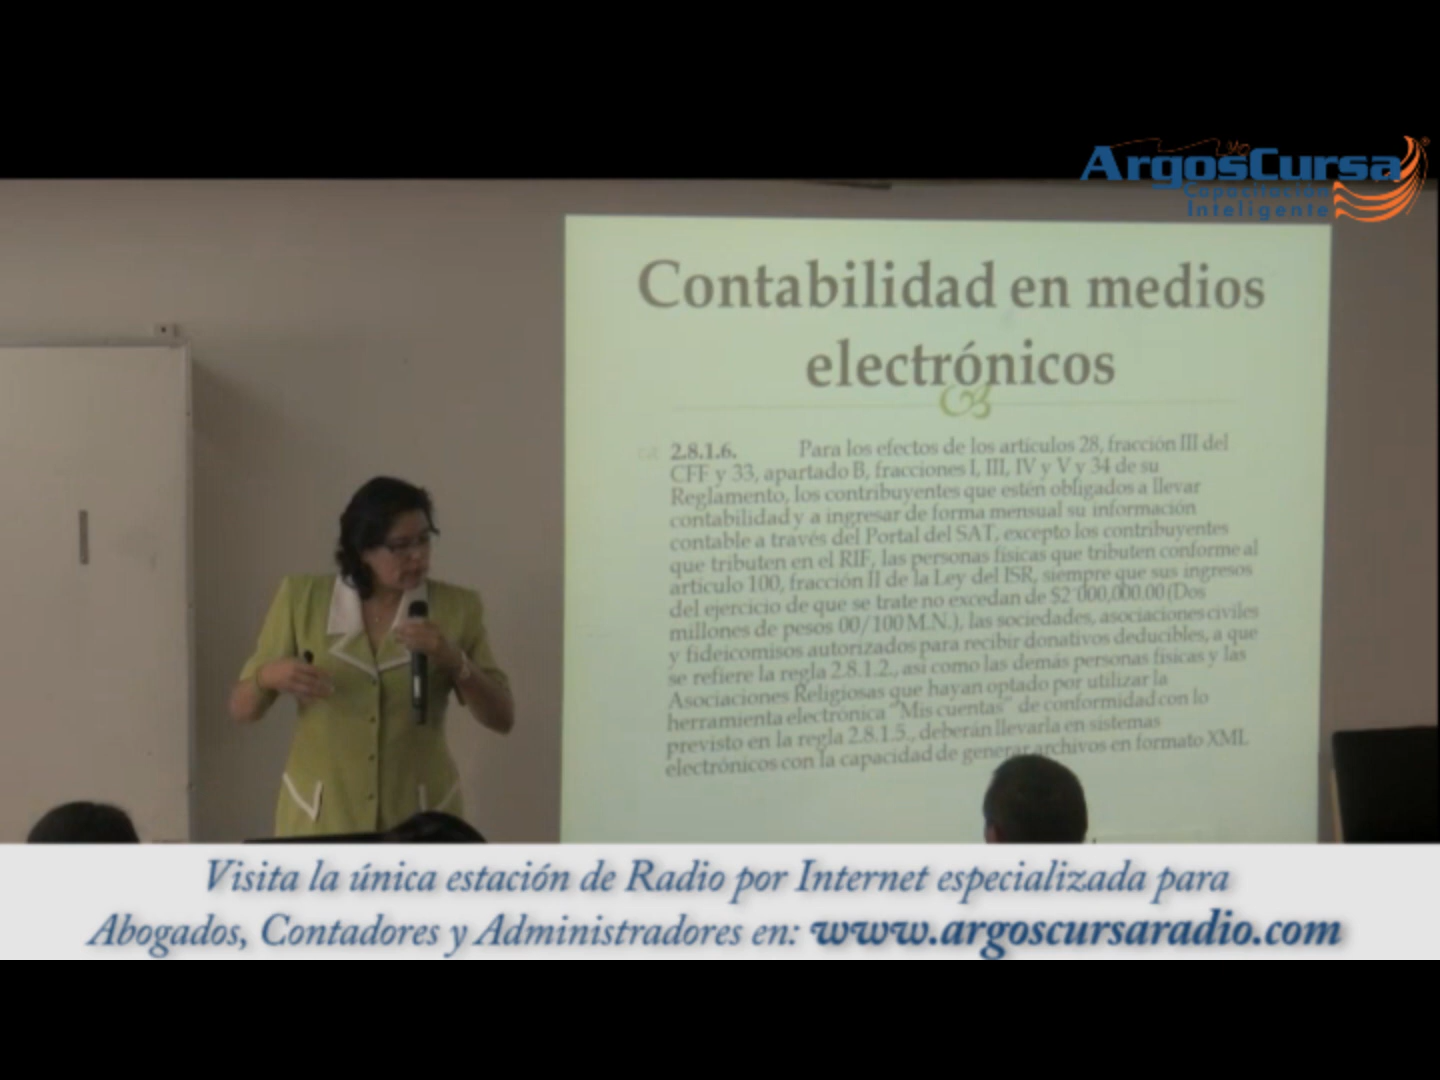 ArgosCursa
Capacitación
Inteligente
Contabilidad en medios
electrónicos
2.8.1.6. Para los efectos de los artículos 28, fracción III del
CFF y 33, apartado B, fracciones I, III, IV y V y 34 de su
Reglamento, los contribuyentes que estén obligados a llevar
contabilidad y a ingresar de forma mensual su información
contable a través del Portal del SAT, excepto los contribuyentes
que tributen en el RIF, las personas físicas que tributen conforme al
artículo 100, fracción II de la Ley del ISR, siempre que sus ingresos
del ejercicio de que se trate no excedan de $2'000,000.00 (Dos
millones de pesos 00/100 M.N.), las sociedades, asociaciones civiles
y fideicomisos autorizados para recibir donativos deducibles, a que
se refiere la regla 2.8.1.2., así como las demás personas físicas y las
Asociaciones Religiosas que hayan optado por utilizar la
herramienta electrónica "Mis cuentas" de conformidad con lo
previsto en la regla 2.8.1.5., deberán llevarla en sistemas
electrónicos con la capacidad de generar archivos en formato XML
Visita la única estación de Radio por Internet especializada para
Abogados, Contadores y Administradores en: www.argoscursaradio.com